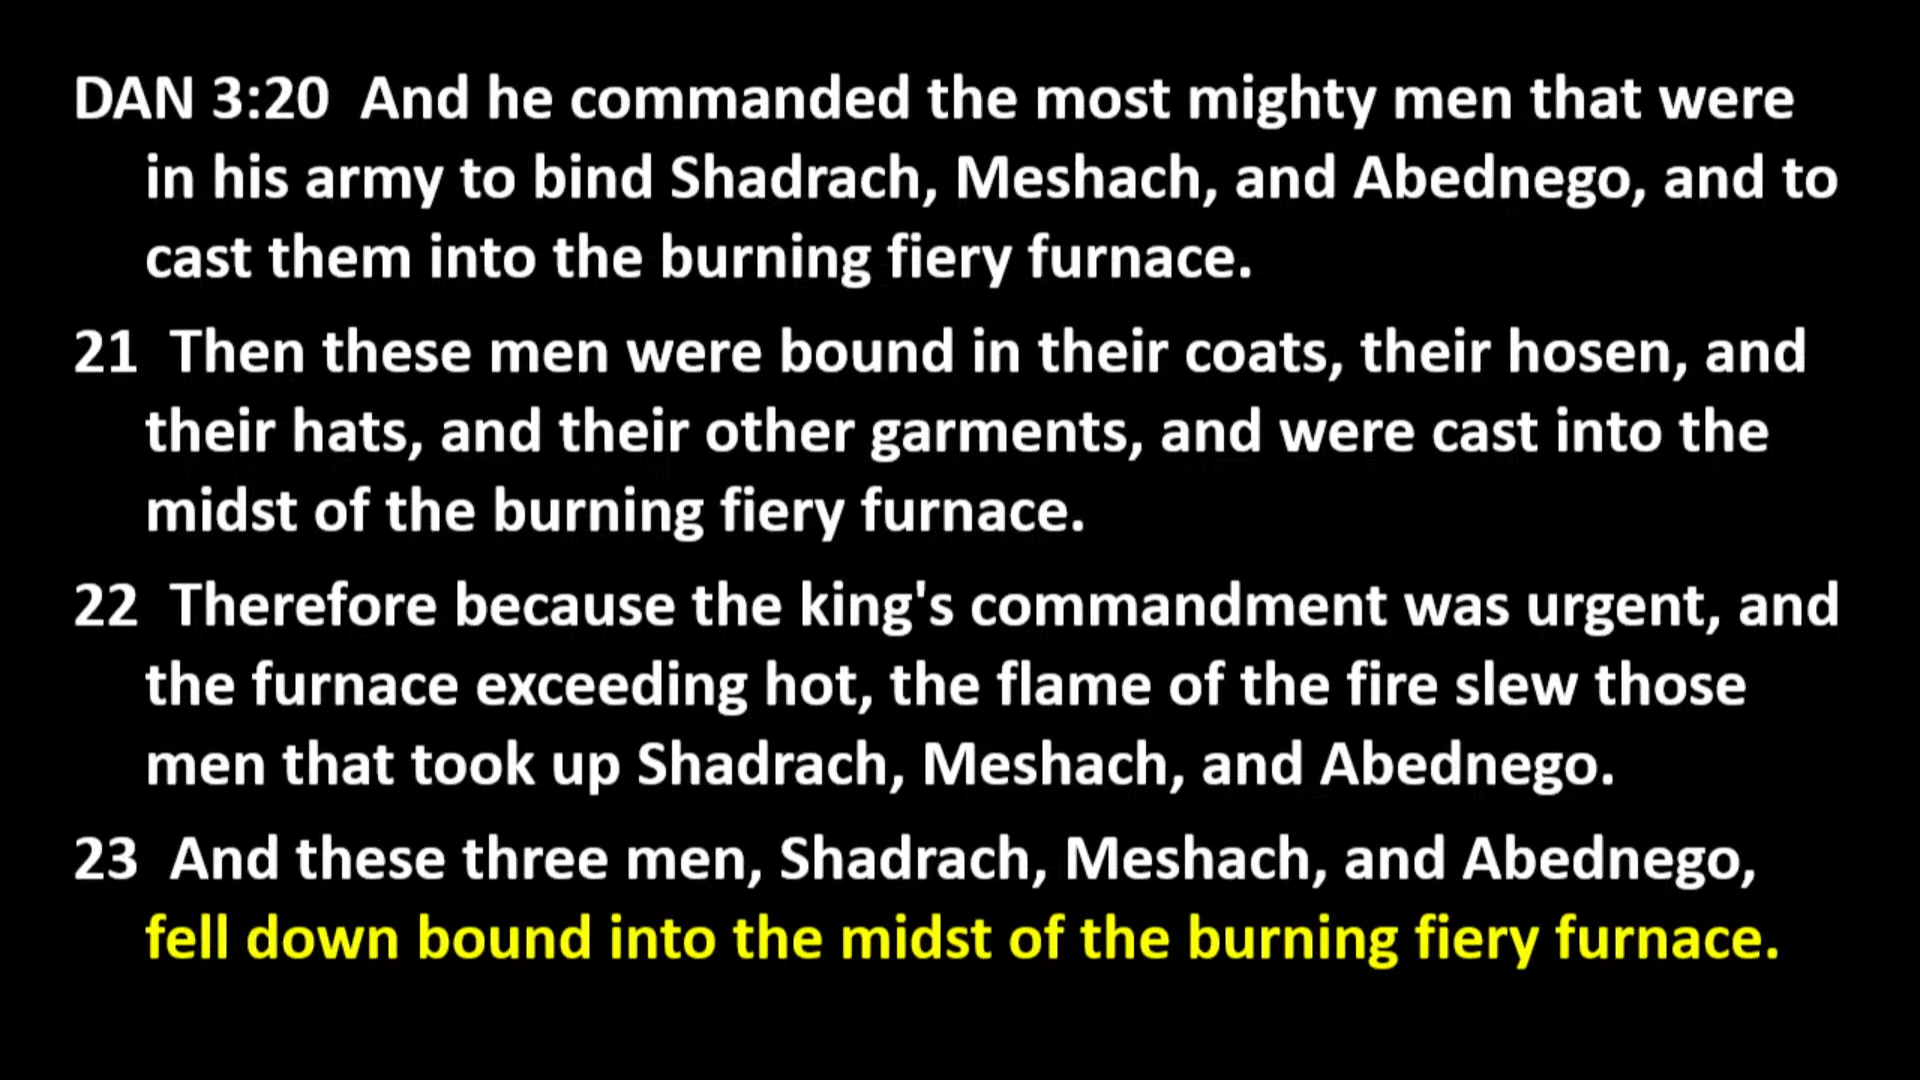 DAN 3:20  And he commanded the most mighty men that were
in his army to bind Shadrach, Meshach, and Abednego, and to
cast them into the burning fiery furnace.
21  Then these men were bound in their coats, their hosen, and
their hats, and their other garments, and were cast into the
midst of the burning fiery furnace.
22  Therefore because the king's commandment was urgent, and
the furnace exceeding hot, the flame of the fire slew those
men that took up Shadrach, Meshach, and Abednego.
23  And these three men, Shadrach, Meshach, and Abednego,
fell down bound into the midst of the burning fiery furnace.